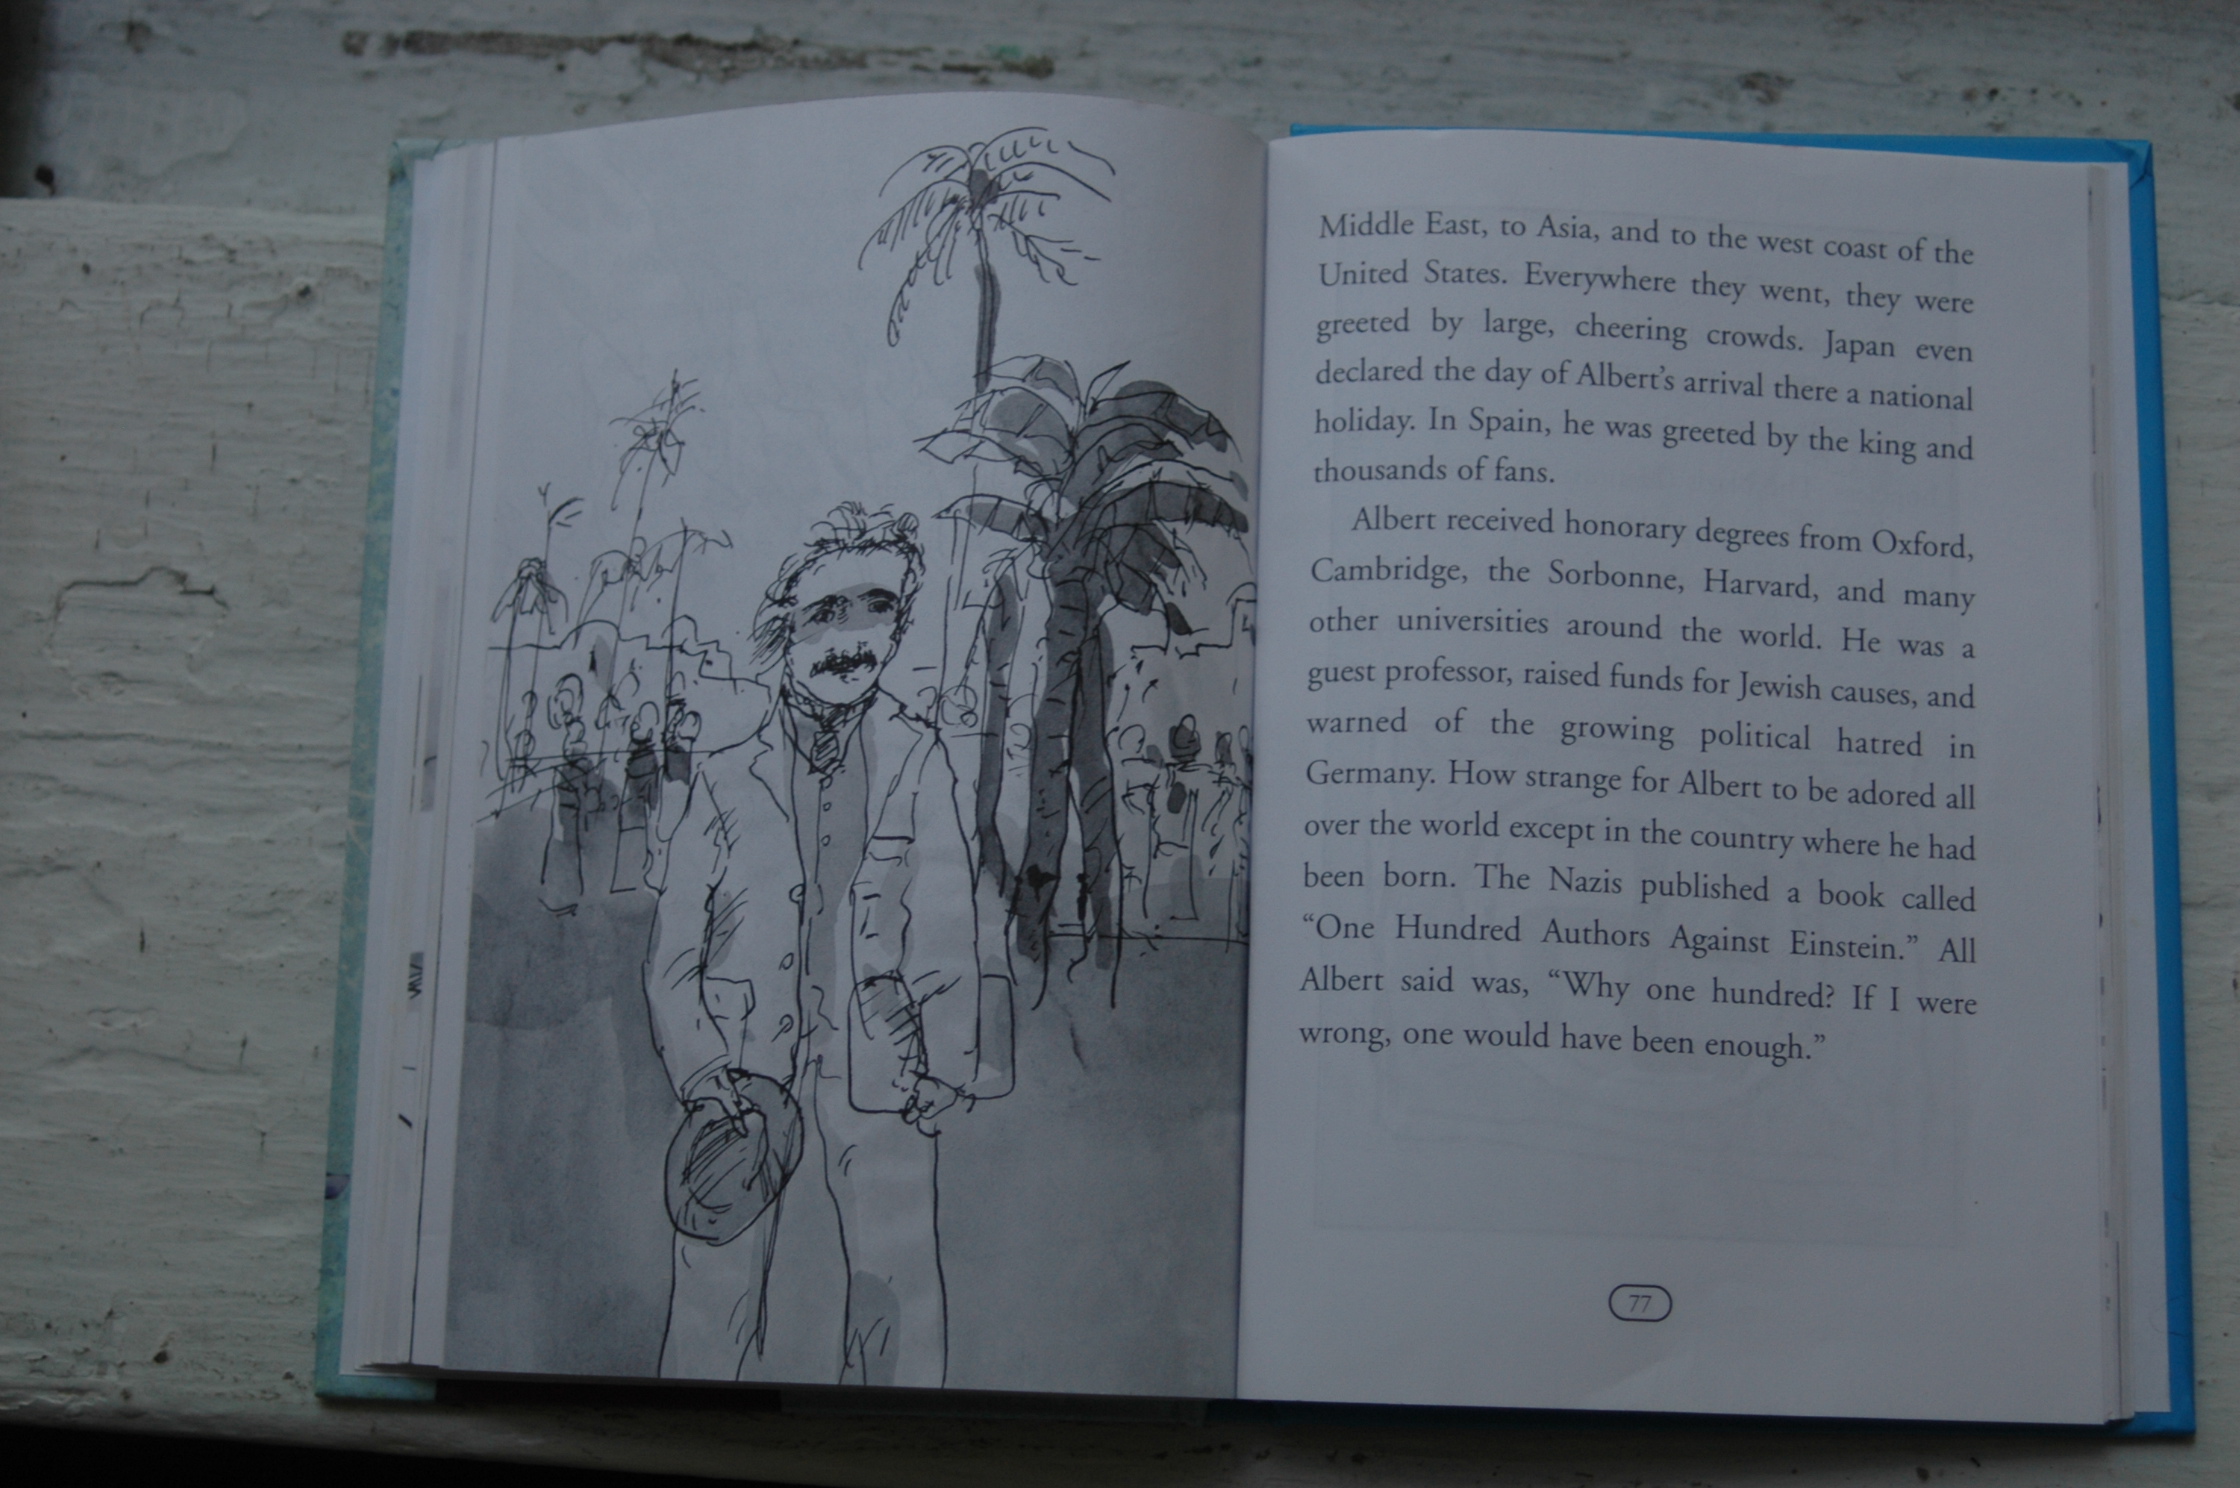 Middle East, to Asia, and to the west coast of the
United States. Everywhere they went, they were
greeted by large, cheering crowds. Japan even
declared the day of Albert's arrival there a national
holiday. In Spain, he was greeted by the king and
thousands of fans.
Albert received honorary degrees from Oxford,
Cambridge, the Sorbonne, Harvard, and many
other universities around the world. He was a
guest professor, raised funds for Jewish causes, and
warned of the growing political hatred in
Germany. How strange for Albert to be adored all
over the world except in the country where he had
been born. The Nazis published a book called
“One Hundred Authors Against Einstein.” All
Albert said was, “Why one hundred? If I were
wrong, one would have been enough.”
77